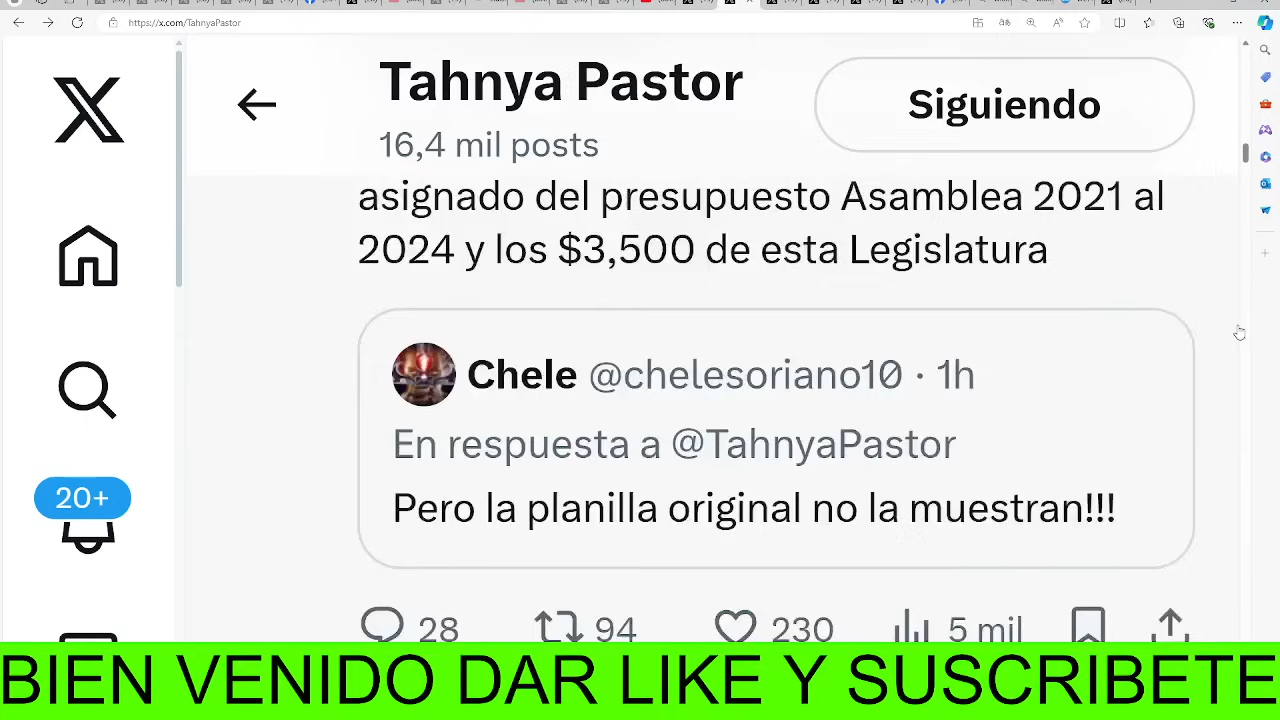 https://x.com/TahnyaPastor
Tahnya Pastor
Siguiendo
16,4 mil posts
asignado del presupuesto Asamblea 2021 al
2024 y los $3,500 de esta Legislatura
Chele @chelesoriano10 · 1h
En respuesta a @TahnyaPastor
Pero la planilla original no la muestran!!!
20+
28 94 230 5 mil
BIEN VENIDO DAR LIKE Y SUSCRIBETE